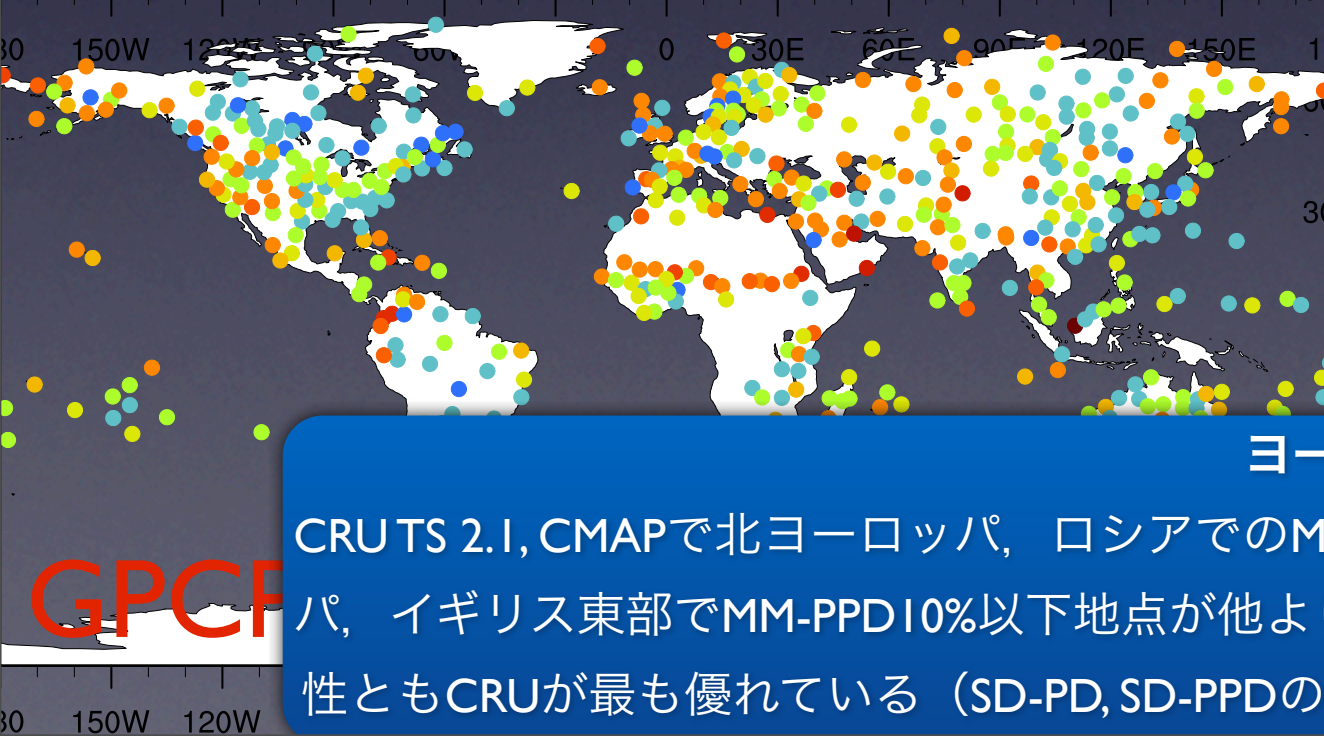 150W 120W 60W 0 30E 60E 90E 120E 150E
30
ヨー
CRU TS 2.1, CMAPで北ヨーロッパ，ロシアでのM
GPCP
パ，イギリス東部でMM-PPD10%以下地点が他よ
性ともCRUが最も優れている（SD-PD, SD-PPDの
150W 120W